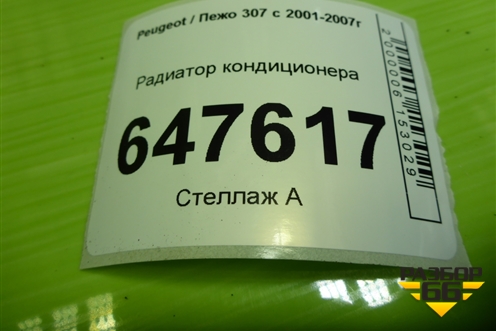 Peugeot / Пежо 307 с 2001-2007г
Радиатор кондиционера
647617
Стеллаж А
2000006153029
РАЗБОР
66